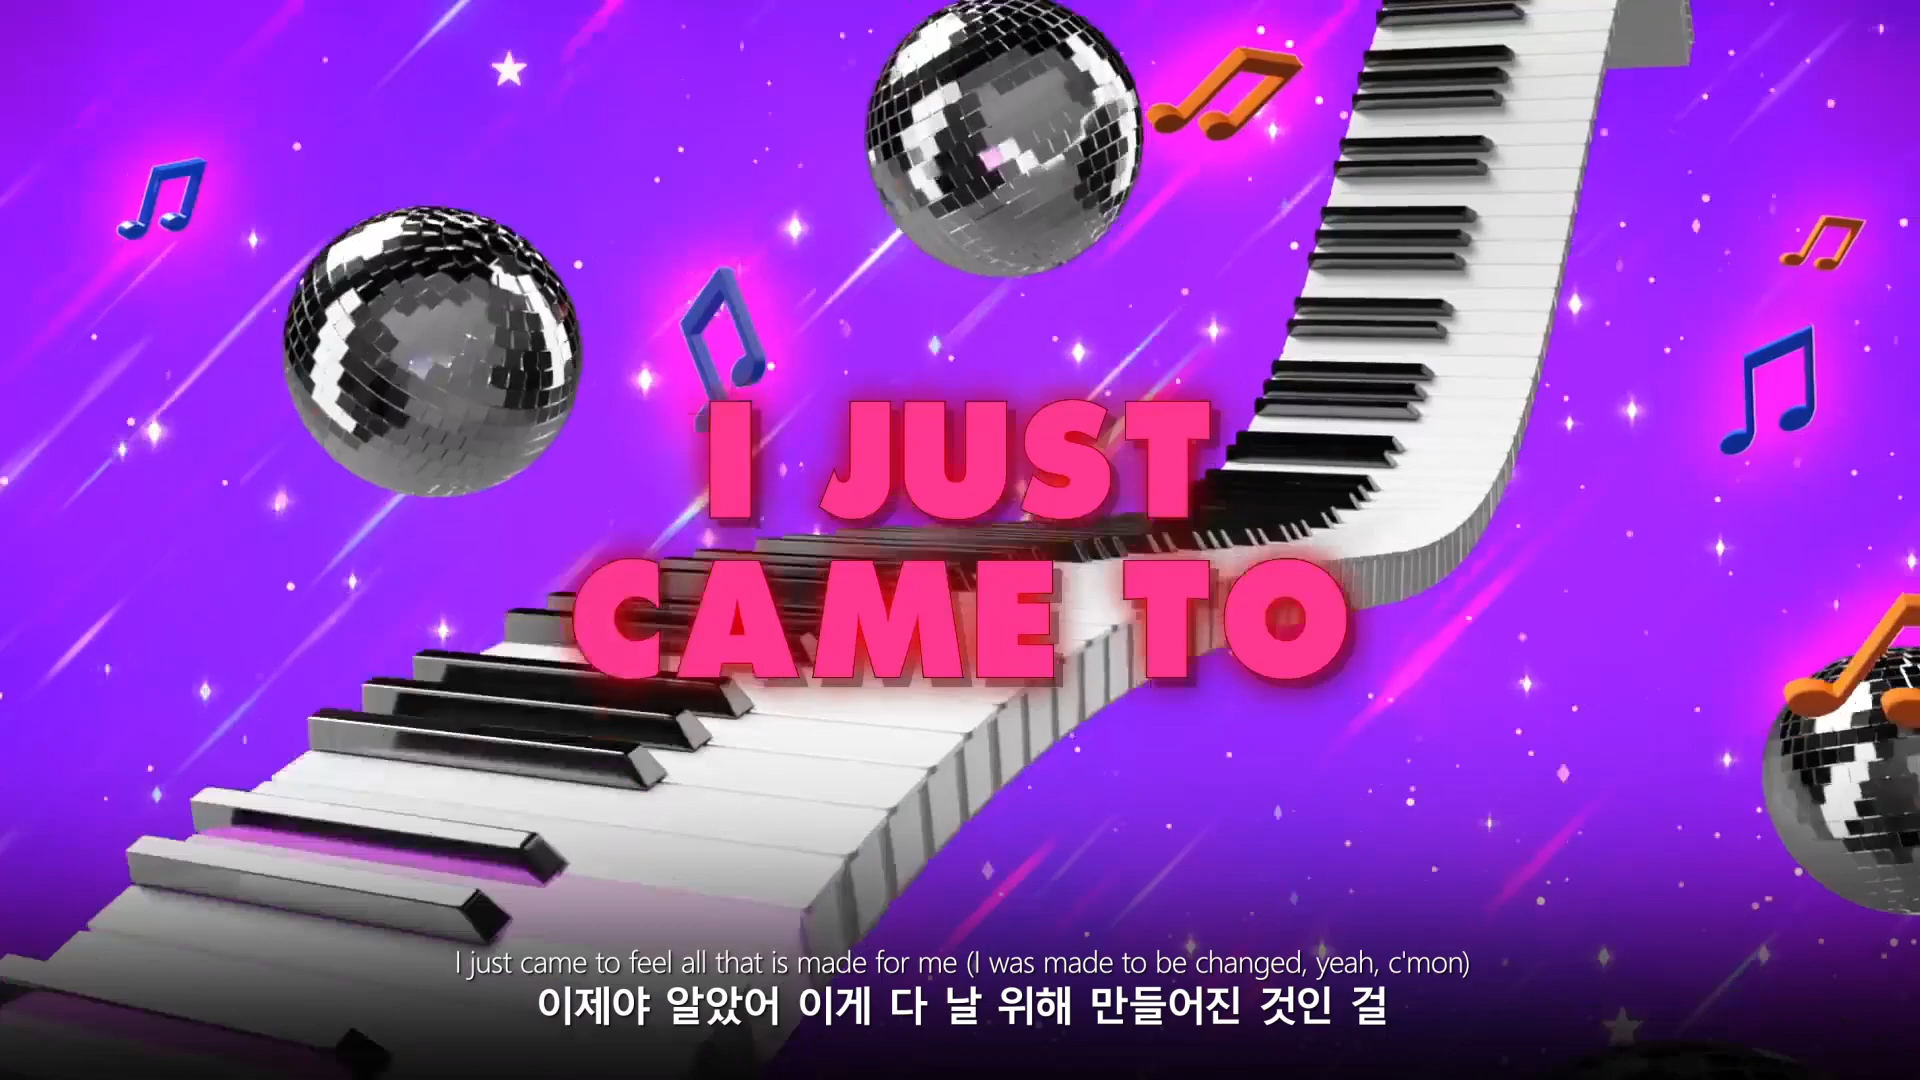 I JUST
CAME TO
I just came to feel all that is made for me (I was made to be changed, yeah, c'mon)
이제야 알았어 이게 다 날 위해 만들어진 것인 걸